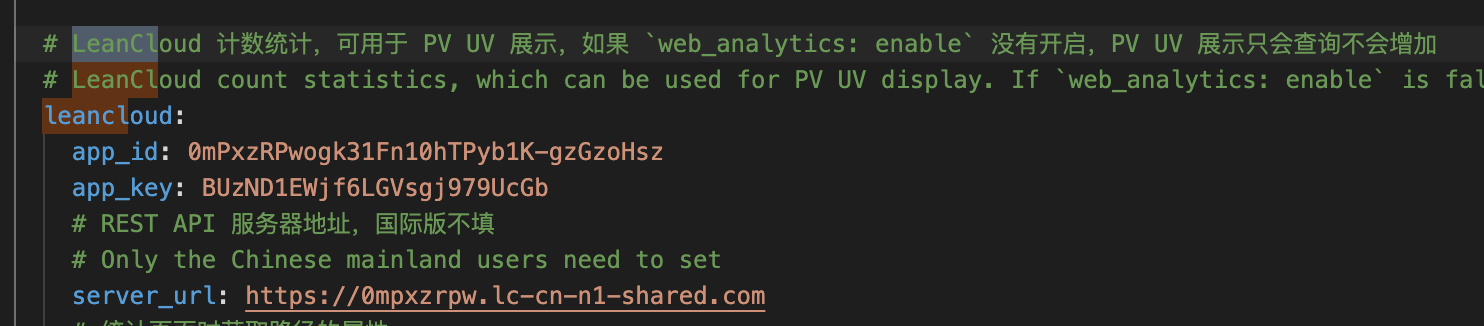 # LeanCloud 计数统计，可用于 PV UV 展示，如果 `web_analytics: enable` 没有开启，PV UV 展示只会查询不会增加
# LeanCloud count statistics, which can be used for PV UV display. If `web_analytics: enable` is fal
leancloud:
app_id: 0mPxzRPwogk31Fn10hTPyb1K-gzGzoHsz
app_key: BUzND1EWjf6LGVsgj979UcGb
# REST API 服务器地址，国际版不填
# Only the Chinese mainland users need to set
server_url: https://0mpxzrpw.lc-cn-n1-shared.com